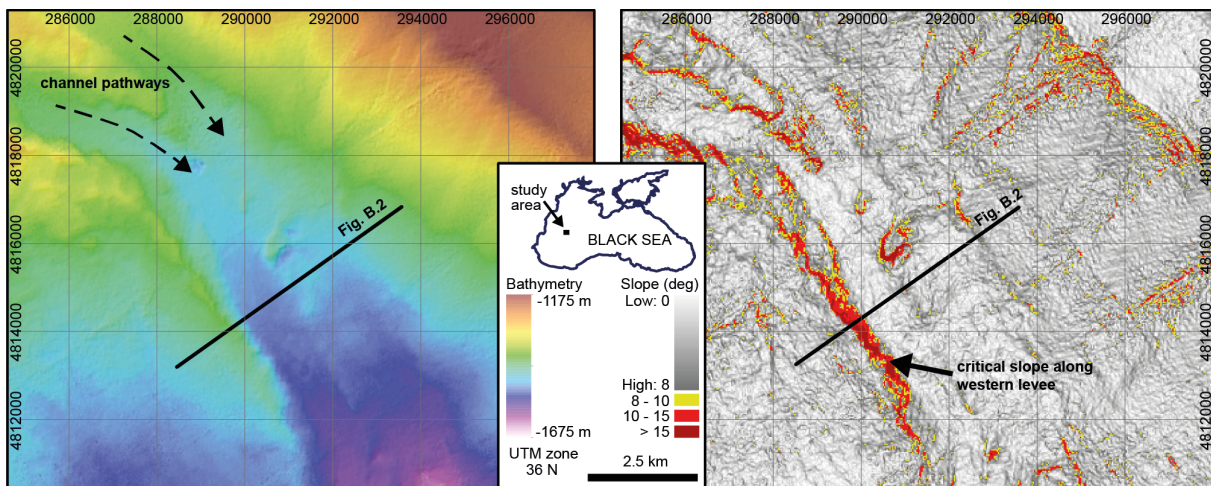 286000
288000
290000
292000
294000
296000
4820000
4818000
4816000
4814000
4812000
channel pathways
Fig. B.2
study
area
BLACK SEA
Bathymetry
-1175 m
-1675 m
UTM zone
36 N
Slope (deg)
Low: 0
High: 8
8 - 10
10 - 15
> 15
2.5 km
286000
288000
290000
292000
294000
296000
4820000
4818000
4816000
4814000
4812000
Fig. B.2
critical slope along
western levee